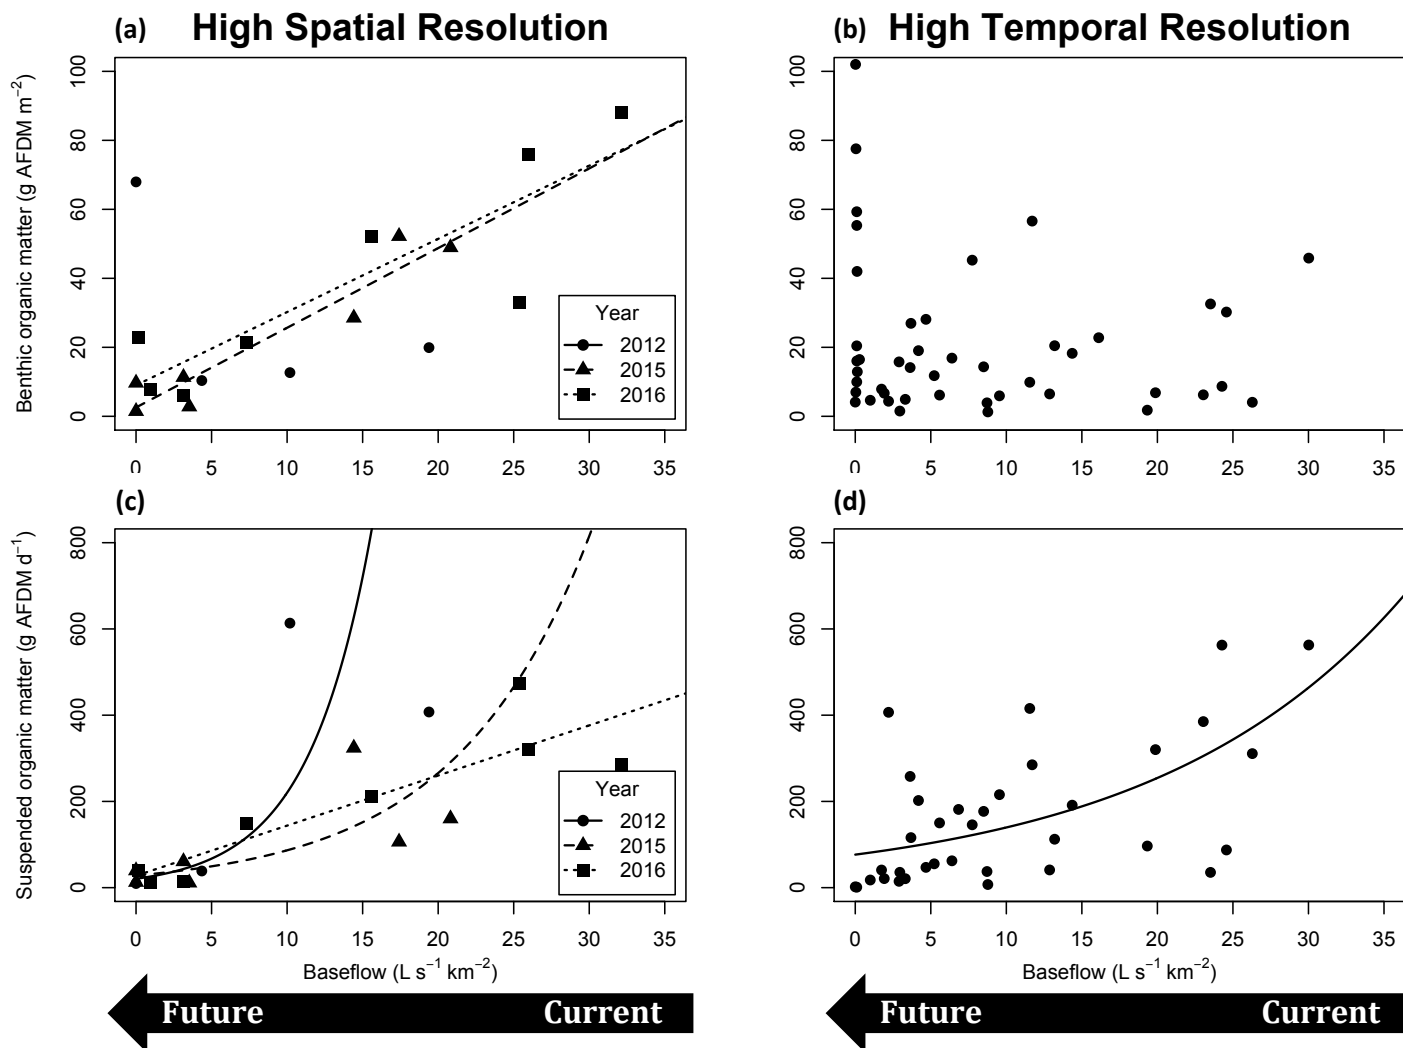 (a) High Spatial Resolution
(b) High Temporal Resolution
Benthic organic matter (g AFDM m⁻²)
0 20 40 60 80 100
0 5 10 15 20 25 30 35
Year
2012
2015
2016
0 20 40 60 80 100
0 5 10 15 20 25 30 35
(c)
(d)
Suspended organic matter (g AFDM d⁻¹)
0 200 400 600 800
0 5 10 15 20 25 30 35
Year
2012
2015
2016
Baseflow (L s⁻¹ km⁻²)
0 200 400 600 800
0 5 10 15 20 25 30 35
Baseflow (L s⁻¹ km⁻²)
Future Current
Future Current